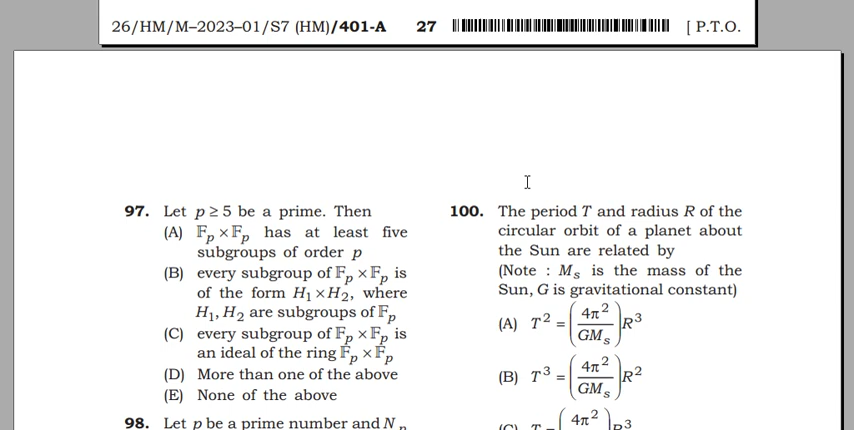 26/HM/M–2023–01/S7 (HM)/401-A 27 [ P.T.O.
97. Let p ≥ 5 be a prime. Then
(A) 𝔽ₚ × 𝔽ₚ has at least five
subgroups of order p
(B) every subgroup of 𝔽ₚ × 𝔽ₚ is
of the form H₁ × H₂, where
H₁, H₂ are subgroups of 𝔽ₚ
(C) every subgroup of 𝔽ₚ × 𝔽ₚ is
an ideal of the ring 𝔽ₚ × 𝔽ₚ
(D) More than one of the above
(E) None of the above
98. Let p be a prime number and Nₚ
100. The period T and radius R of the
circular orbit of a planet about
the Sun are related by
(Note : Mₛ is the mass of the
Sun, G is gravitational constant)
(A) T² = (4π²/GMₛ) R³
(B) T³ = (4π²/GMₛ) R²
4π² R³